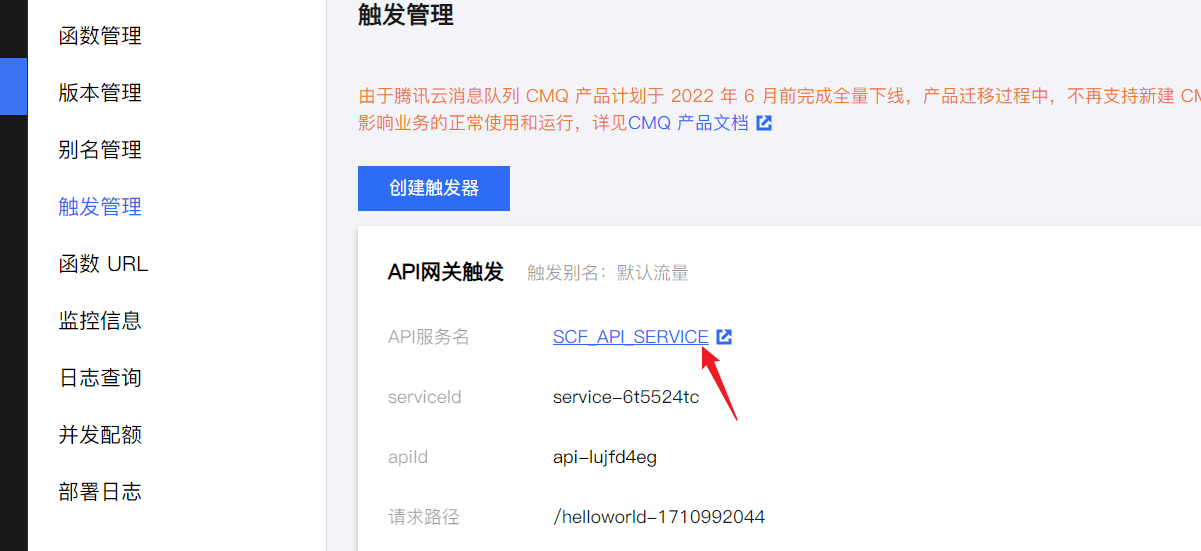 函数管理
版本管理
别名管理
触发管理
函数 URL
监控信息
日志查询
并发配额
部署日志
触发管理
由于腾讯云消息队列 CMQ 产品计划于 2022 年 6 月前完成全量下线，产品迁移过程中，不再支持新建 CM
影响业务的正常使用和运行，详见CMQ 产品文档
创建触发器
API网关触发 触发别名：默认流量
API服务名 SCF_API_SERVICE
serviceId service-6t5524tc
apiId api-lujfd4eg
请求路径 /helloworld-1710992044